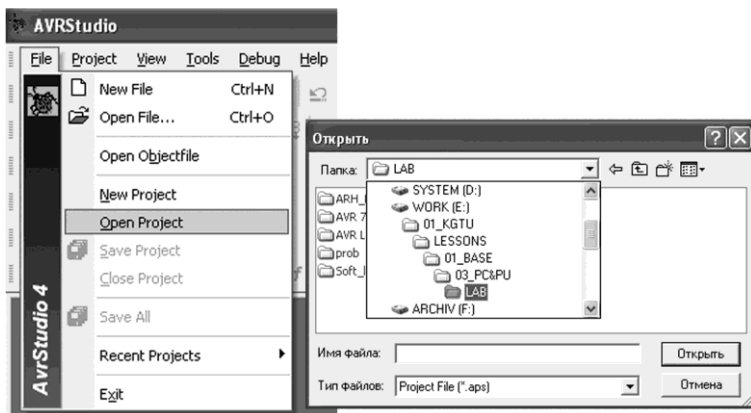 AVRStudio
File Project View Tools Debug Help
New File Ctrl+N
Open File... Ctrl+O
Open Objectfile
New Project
Open Project
Save Project
Close Project
Save All
Recent Projects
Exit
AvrStudio 4
Открыть
Папка: LAB
ARH_
AVR 7
AVR L
prob
Soft_
SYSTEM (D:)
WORK (E:)
01_KGTU
LESSONS
01_BASE
03_PC&PU
LAB
ARCHIV (F:)
Имя файла: Открыть
Тип файлов: Project File (*.aps) Отмена